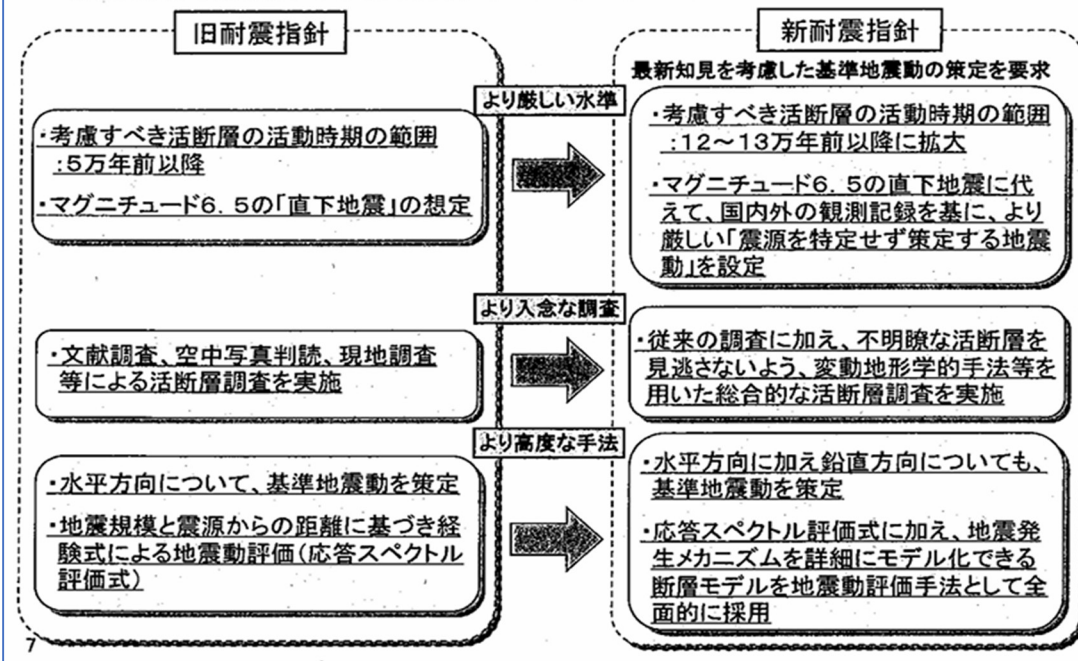 旧耐震指針
新耐震指針
最新知見を考慮した基準地震動の策定を要求
より厳しい水準
・考慮すべき活断層の活動時期の範囲
:5万年前以降
・マグニチュード6.5の「直下地震」の想定
・考慮すべき活断層の活動時期の範囲
:12～13万年前以降に拡大
・マグニチュード6.5の直下地震に代
えて、国内外の観測記録を基に、より
厳しい「震源を特定せず策定する地震
動」を設定
より入念な調査
・文献調査、空中写真判読、現地調査
等による活断層調査を実施
・従来の調査に加え、不明瞭な活断層を
見逃さないよう、変動地形学的手法等を
用いた総合的な活断層調査を実施
より高度な手法
・水平方向について、基準地震動を策定
・地震規模と震源からの距離に基づき経
験式による地震動評価(応答スペクトル
評価式)
・水平方向に加え鉛直方向についても、
基準地震動を策定
・応答スペクトル評価式に加え、地震発
生メカニズムを詳細にモデル化できる
断層モデルを地震動評価手法として全
面的に採用
7